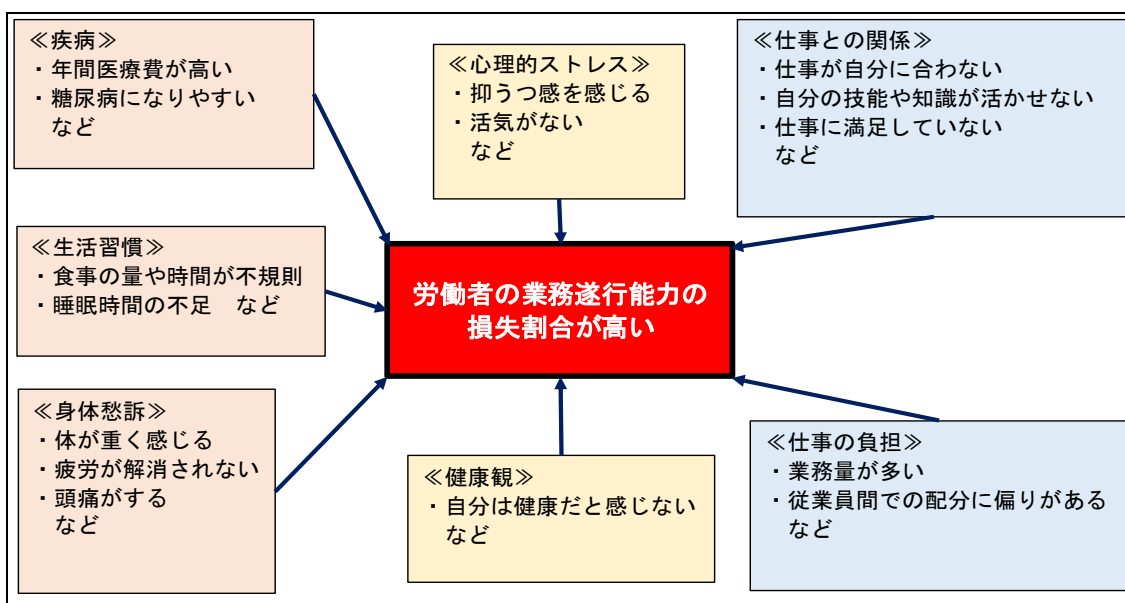 ≪疾病≫
・年間医療費が高い
・糖尿病になりやすい
など
≪心理的ストレス≫
・抑うつ感を感じる
・活気がない
など
≪仕事との関係≫
・仕事が自分に合わない
・自分の技能や知識が活かせない
・仕事に満足していない
など
≪生活習慣≫
・食事の量や時間が不規則
・睡眠時間の不足　など
労働者の業務遂行能力の
損失割合が高い
≪身体愁訴≫
・体が重く感じる
・疲労が解消されない
・頭痛がする
など
≪健康観≫
・自分は健康だと感じない
など
≪仕事の負担≫
・業務量が多い
・従業員間での配分に偏りがある
など